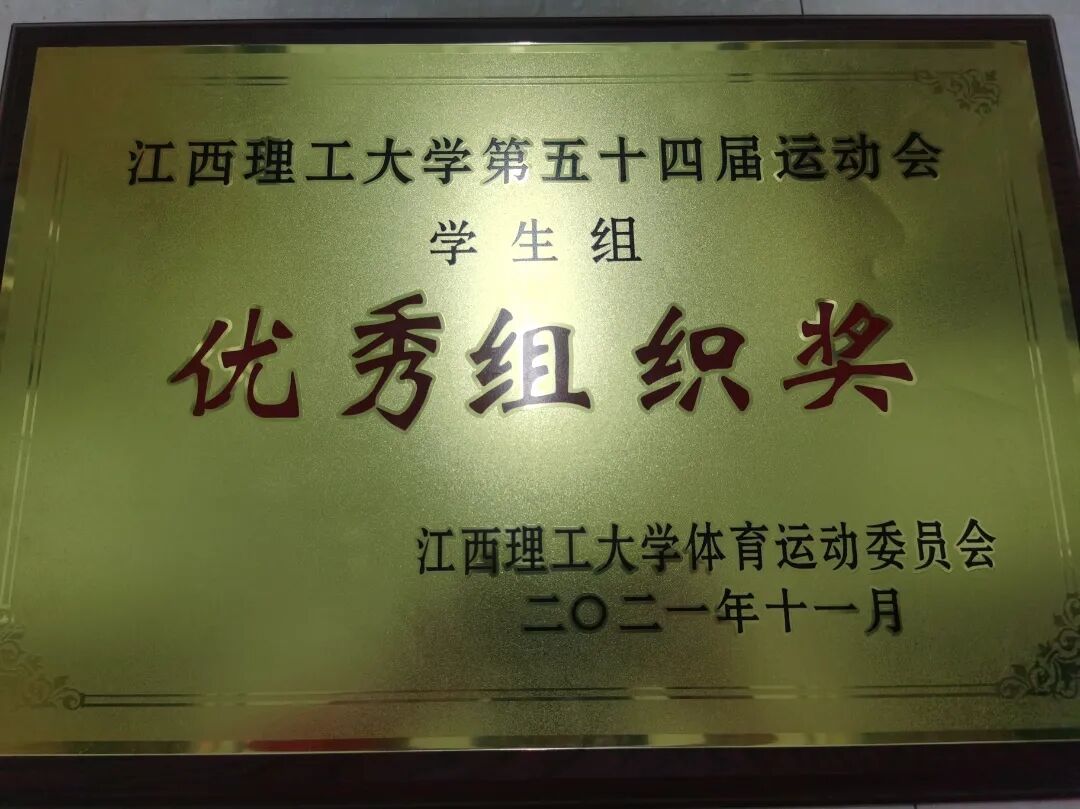 江西理工大学第五十四届运动会
学生组
优秀组织奖
江西理工大学体育运动委员会
二〇二一年十一月